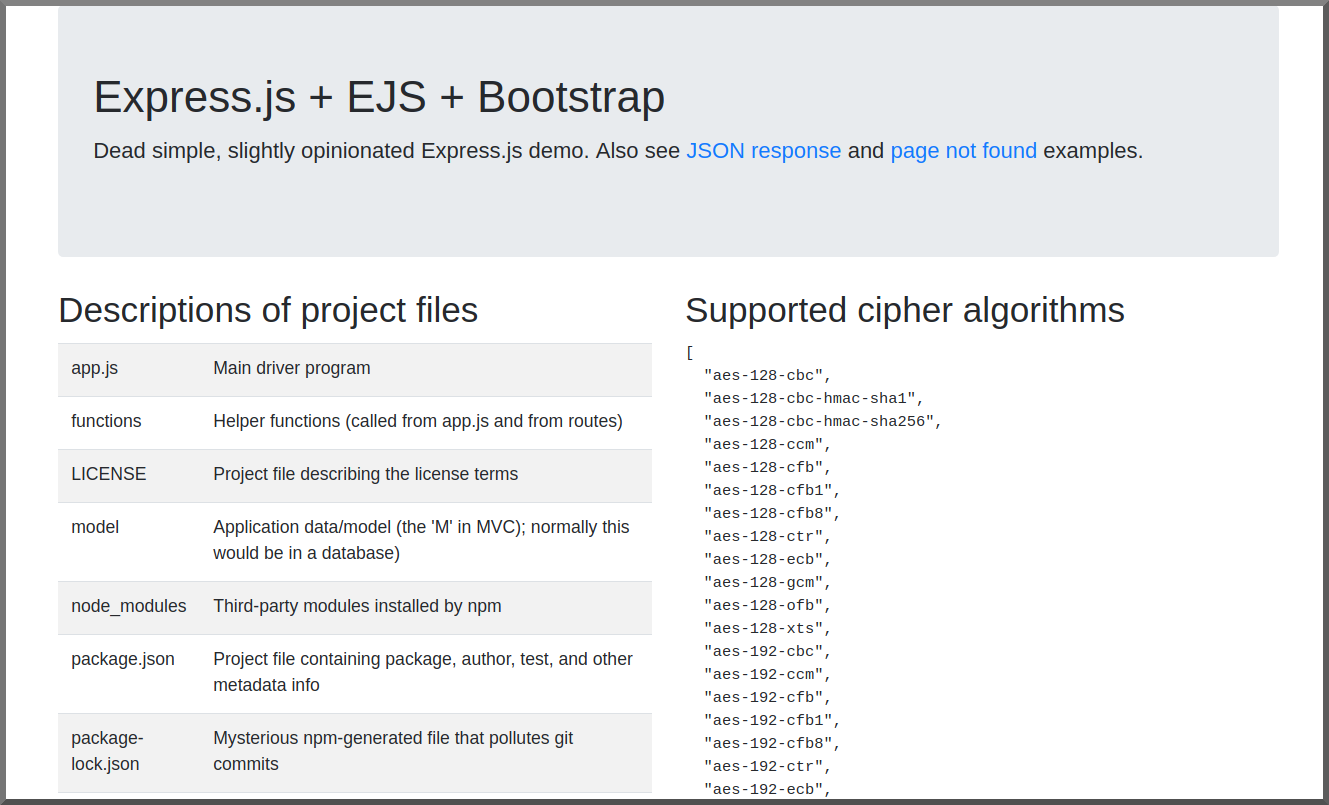 Express.js + EJS + Bootstrap
Dead simple, slightly opinionated Express.js demo. Also see JSON response and page not found examples.
Descriptions of project files
app.js Main driver program
functions Helper functions (called from app.js and from routes)
LICENSE Project file describing the license terms
model Application data/model (the 'M' in MVC); normally this
would be in a database)
node_modules Third-party modules installed by npm
package.json Project file containing package, author, test, and other
metadata info
package- Mysterious npm-generated file that pollutes git
lock.json commits
Supported cipher algorithms
[
"aes-128-cbc",
"aes-128-cbc-hmac-sha1",
"aes-128-cbc-hmac-sha256",
"aes-128-ccm",
"aes-128-cfb",
"aes-128-cfb1",
"aes-128-cfb8",
"aes-128-ctr",
"aes-128-ecb",
"aes-128-gcm",
"aes-128-ofb",
"aes-128-xts",
"aes-192-cbc",
"aes-192-ccm",
"aes-192-cfb",
"aes-192-cfb1",
"aes-192-cfb8",
"aes-192-ctr",
"aes-192-ecb",